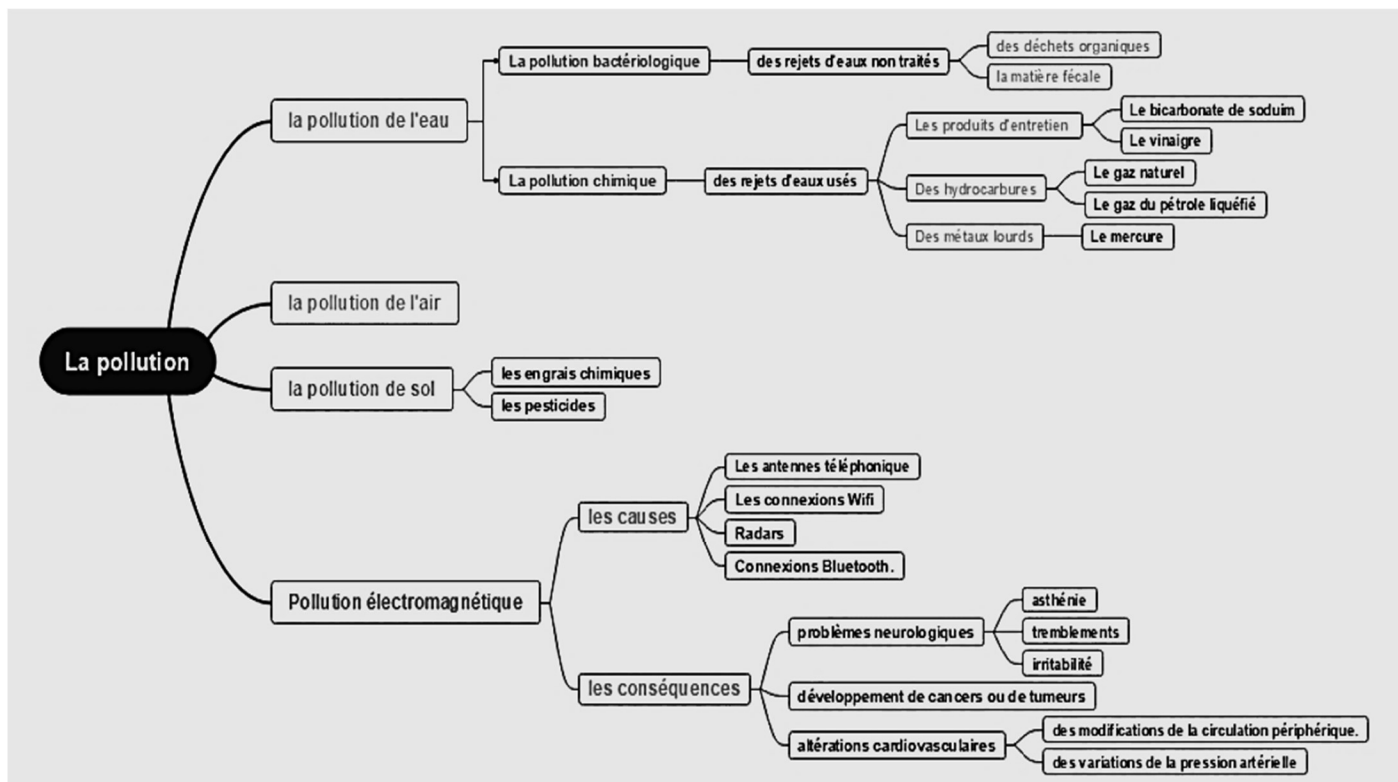 La pollution
la pollution de l'eau
La pollution bactériologique
des rejets d'eaux non traités
des déchets organiques
la matière fécale
La pollution chimique
des rejets d'eaux usés
Les produits d'entretien
Le bicarbonate de soduim
Le vinaigre
Des hydrocarbures
Le gaz naturel
Le gaz du pétrole liquéfié
Des métaux lourds
Le mercure
la pollution de l'air
la pollution de sol
les engrais chimiques
les pesticides
Pollution électromagnétique
les causes
Les antennes téléphonique
Les connexions Wifi
Radars
Connexions Bluetooth.
les conséquences
problèmes neurologiques
asthénie
tremblements
irritabilité
développement de cancers ou de tumeurs
altérations cardiovasculaires
des modifications de la circulation périphérique.
des variations de la pression artérielle